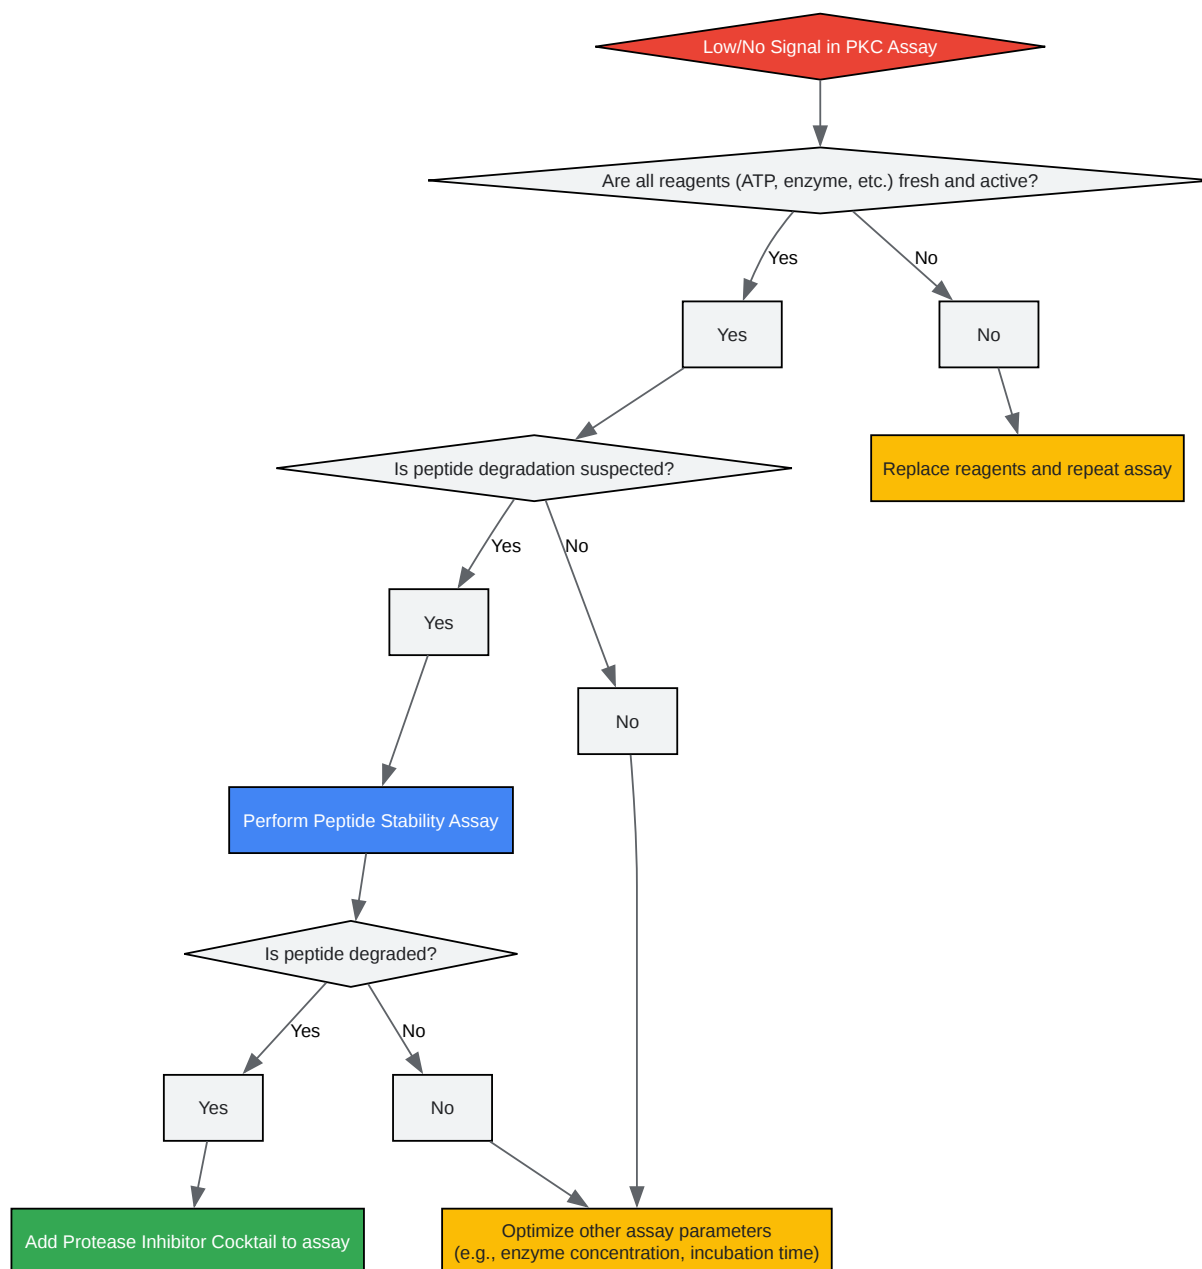 Low/No Signal in PKC Assay
Are all reagents (ATP, enzyme, etc.) fresh and active?
Yes
No
Yes
No
Is peptide degradation suspected?
Replace reagents and repeat assay
Yes
No
Yes
No
Perform Peptide Stability Assay
Is peptide degraded?
Yes
No
Yes
No
Add Protease Inhibitor Cocktail to assay
Optimize other assay parameters
(e.g., enzyme concentration, incubation time)